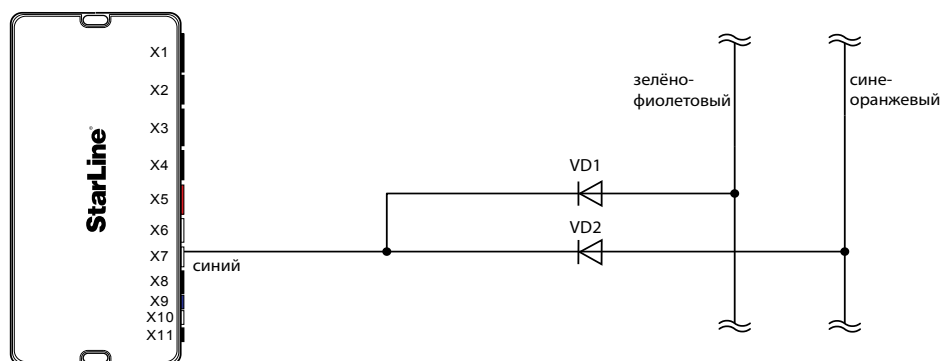 X1
X2
X3
X4
X5
X6
X7
X8
X9
X10
X11
StarLine
синий
VD1
VD2
зелёно-
фиолетовый
сине-
оранжевый